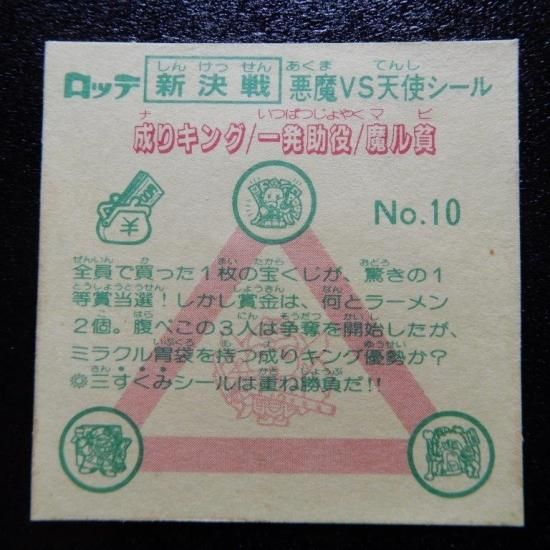 しん けつ せん あくま てんし
ロッテ 新決戦 悪魔VS天使シール
ナ いっぱつじょやく マ ビ
成りキング/一発助役/魔ル貧
No.10
¥
ぜんいん か まい たから おどろ
全員で買った1枚の宝くじが、驚きの1
とうしょうとうせん しょうきん なん
等賞当選!しかし賞金は、何とラーメン
こ はら にん そうだつ かいし
2個。腹ペこの3人は争奪を開始したが、
いぶくろ も な ゆうせい
ミラクル胃袋を持つ成りキング優勢か?
さん かさ しょうぶ
◎三すくみシールは重ね勝負だ!!